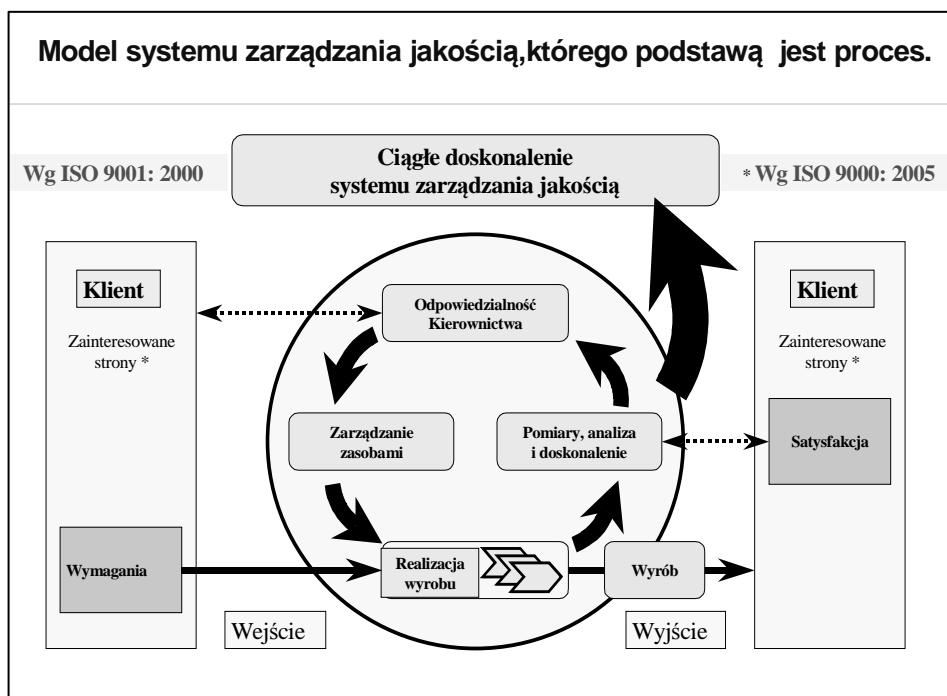 Model systemu zarządzania jakością,którego podstawą jest proces.
Ciągłe doskonalenie
systemu zarządzania jakością
Wg ISO 9001: 2000
* Wg ISO 9000: 2005
Klient
Zainteresowane
strony *
Wymagania
Odpowiedzialność
Kierownictwa
Zarządzanie
zasobami
Pomiary, analiza
i doskonalenie
Realizacja
wyrobu
Wyrób
Wejście
Wyjście
Klient
Zainteresowane
strony *
Satysfakcja